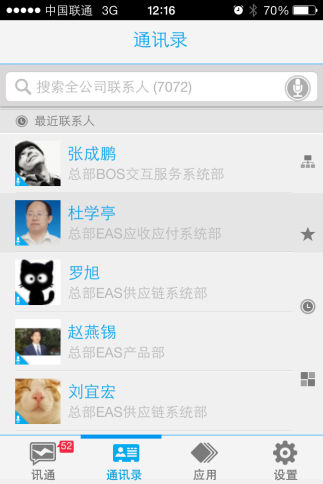 中国联通 3G 12:16 70%
通讯录
搜索全公司联系人 (7072)
最近联系人
张成鹏
总部BOS交互服务系统部
杜学亭
总部EAS应收应付系统部
罗旭
总部EAS供应链系统部
赵燕锡
总部EAS产品部
刘宜宏
总部EAS供应链系统部
52
讯通 通讯录 应用 设置